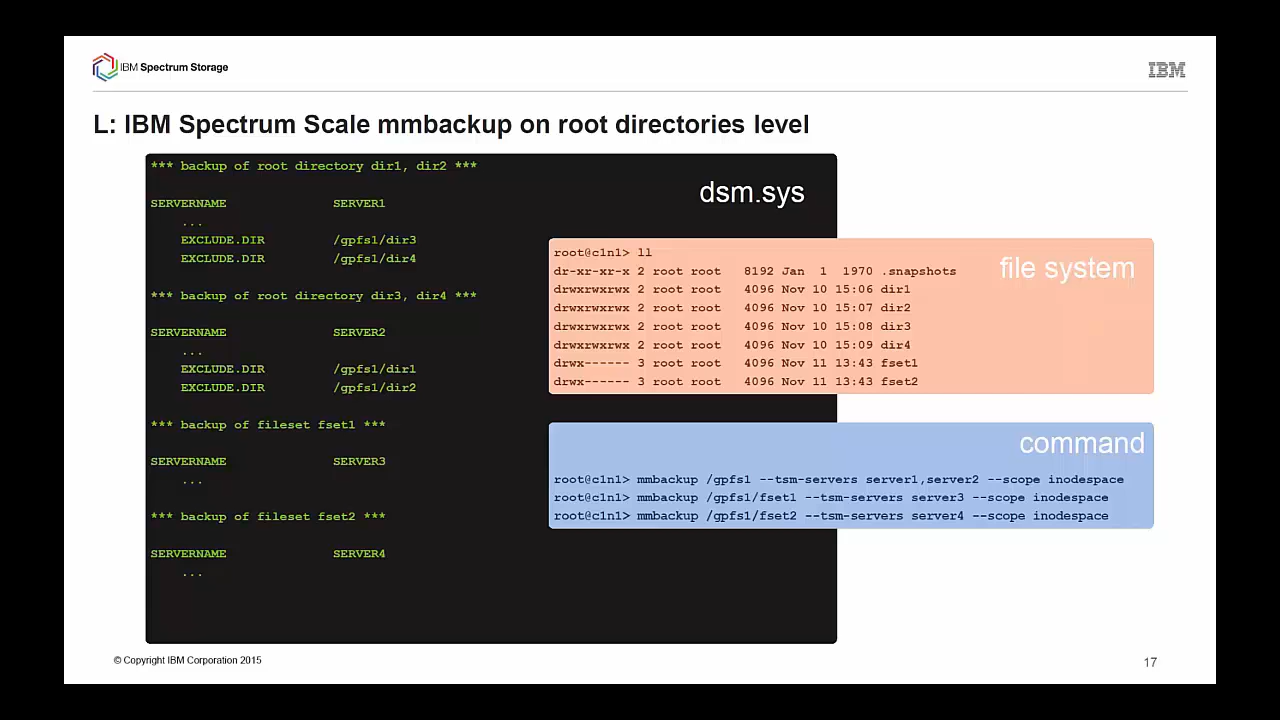 IBM Spectrum Storage
IBM
L: IBM Spectrum Scale mmbackup on root directories level
dsm.sys
*** backup of root directory dir1, dir2 ***
SERVERNAME SERVER1
...
EXCLUDE.DIR /gpfs1/dir3
EXCLUDE.DIR /gpfs1/dir4
*** backup of root directory dir3, dir4 ***
SERVERNAME SERVER2
...
EXCLUDE.DIR /gpfs1/dir1
EXCLUDE.DIR /gpfs1/dir2
*** backup of fileset fset1 ***
SERVERNAME SERVER3
...
*** backup of fileset fset2 ***
SERVERNAME SERVER4
...
file system
root@c1n1> ll
dr-xr-xr-x 2 root root 8192 Jan 1 1970 .snapshots
drwxrwxrwx 2 root root 4096 Nov 10 15:06 dir1
drwxrwxrwx 2 root root 4096 Nov 10 15:07 dir2
drwxrwxrwx 2 root root 4096 Nov 10 15:08 dir3
drwxrwxrwx 2 root root 4096 Nov 10 15:09 dir4
drwx------ 3 root root 4096 Nov 11 13:43 fset1
drwx------ 3 root root 4096 Nov 11 13:43 fset2
command
root@c1n1> mmbackup /gpfs1 --tsm-servers server1,server2 --scope inodespace
root@c1n1> mmbackup /gpfs1/fset1 --tsm-servers server3 --scope inodespace
root@c1n1> mmbackup /gpfs1/fset2 --tsm-servers server4 --scope inodespace
© Copyright IBM Corporation 2015
17